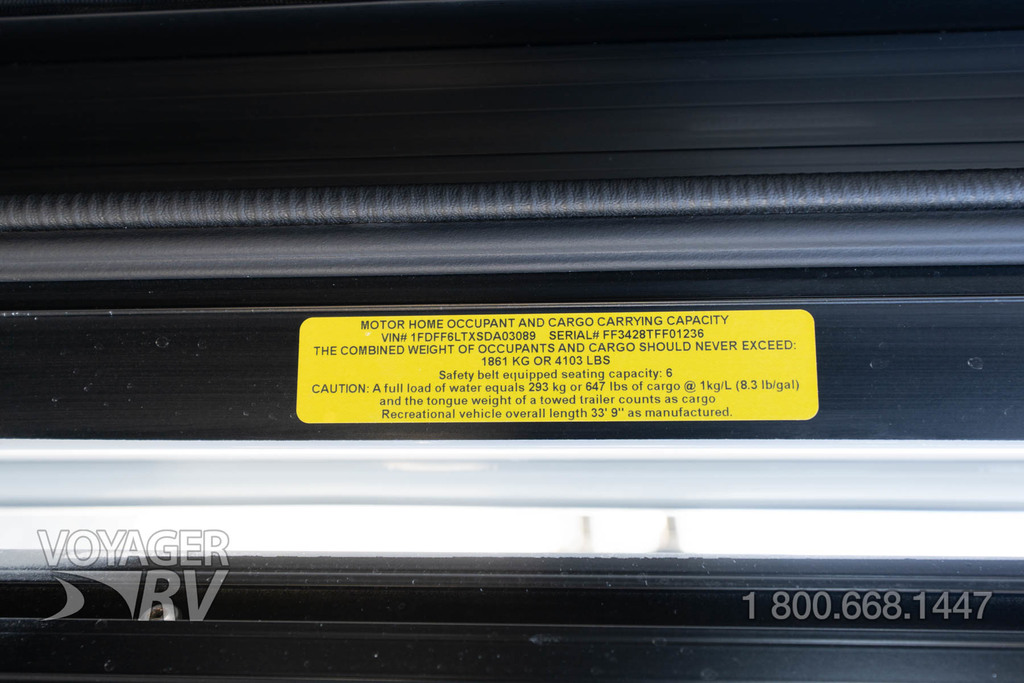 MOTOR HOME OCCUPANT AND CARGO CARRYING CAPACITY
VIN# 1FDFF6LTXSDA03089 SERIAL# FF3428TFF01236
THE COMBINED WEIGHT OF OCCUPANTS AND CARGO SHOULD NEVER EXCEED:
1861 KG OR 4103 LBS
Safety belt equipped seating capacity: 6
CAUTION: A full load of water equals 293 kg or 647 lbs of cargo @ 1kg/L (8.3 lb/gal)
and the tongue weight of a towed trailer counts as cargo
Recreational vehicle overall length 33' 9" as manufactured.
VOYAGER
RV
1 800.668.1447